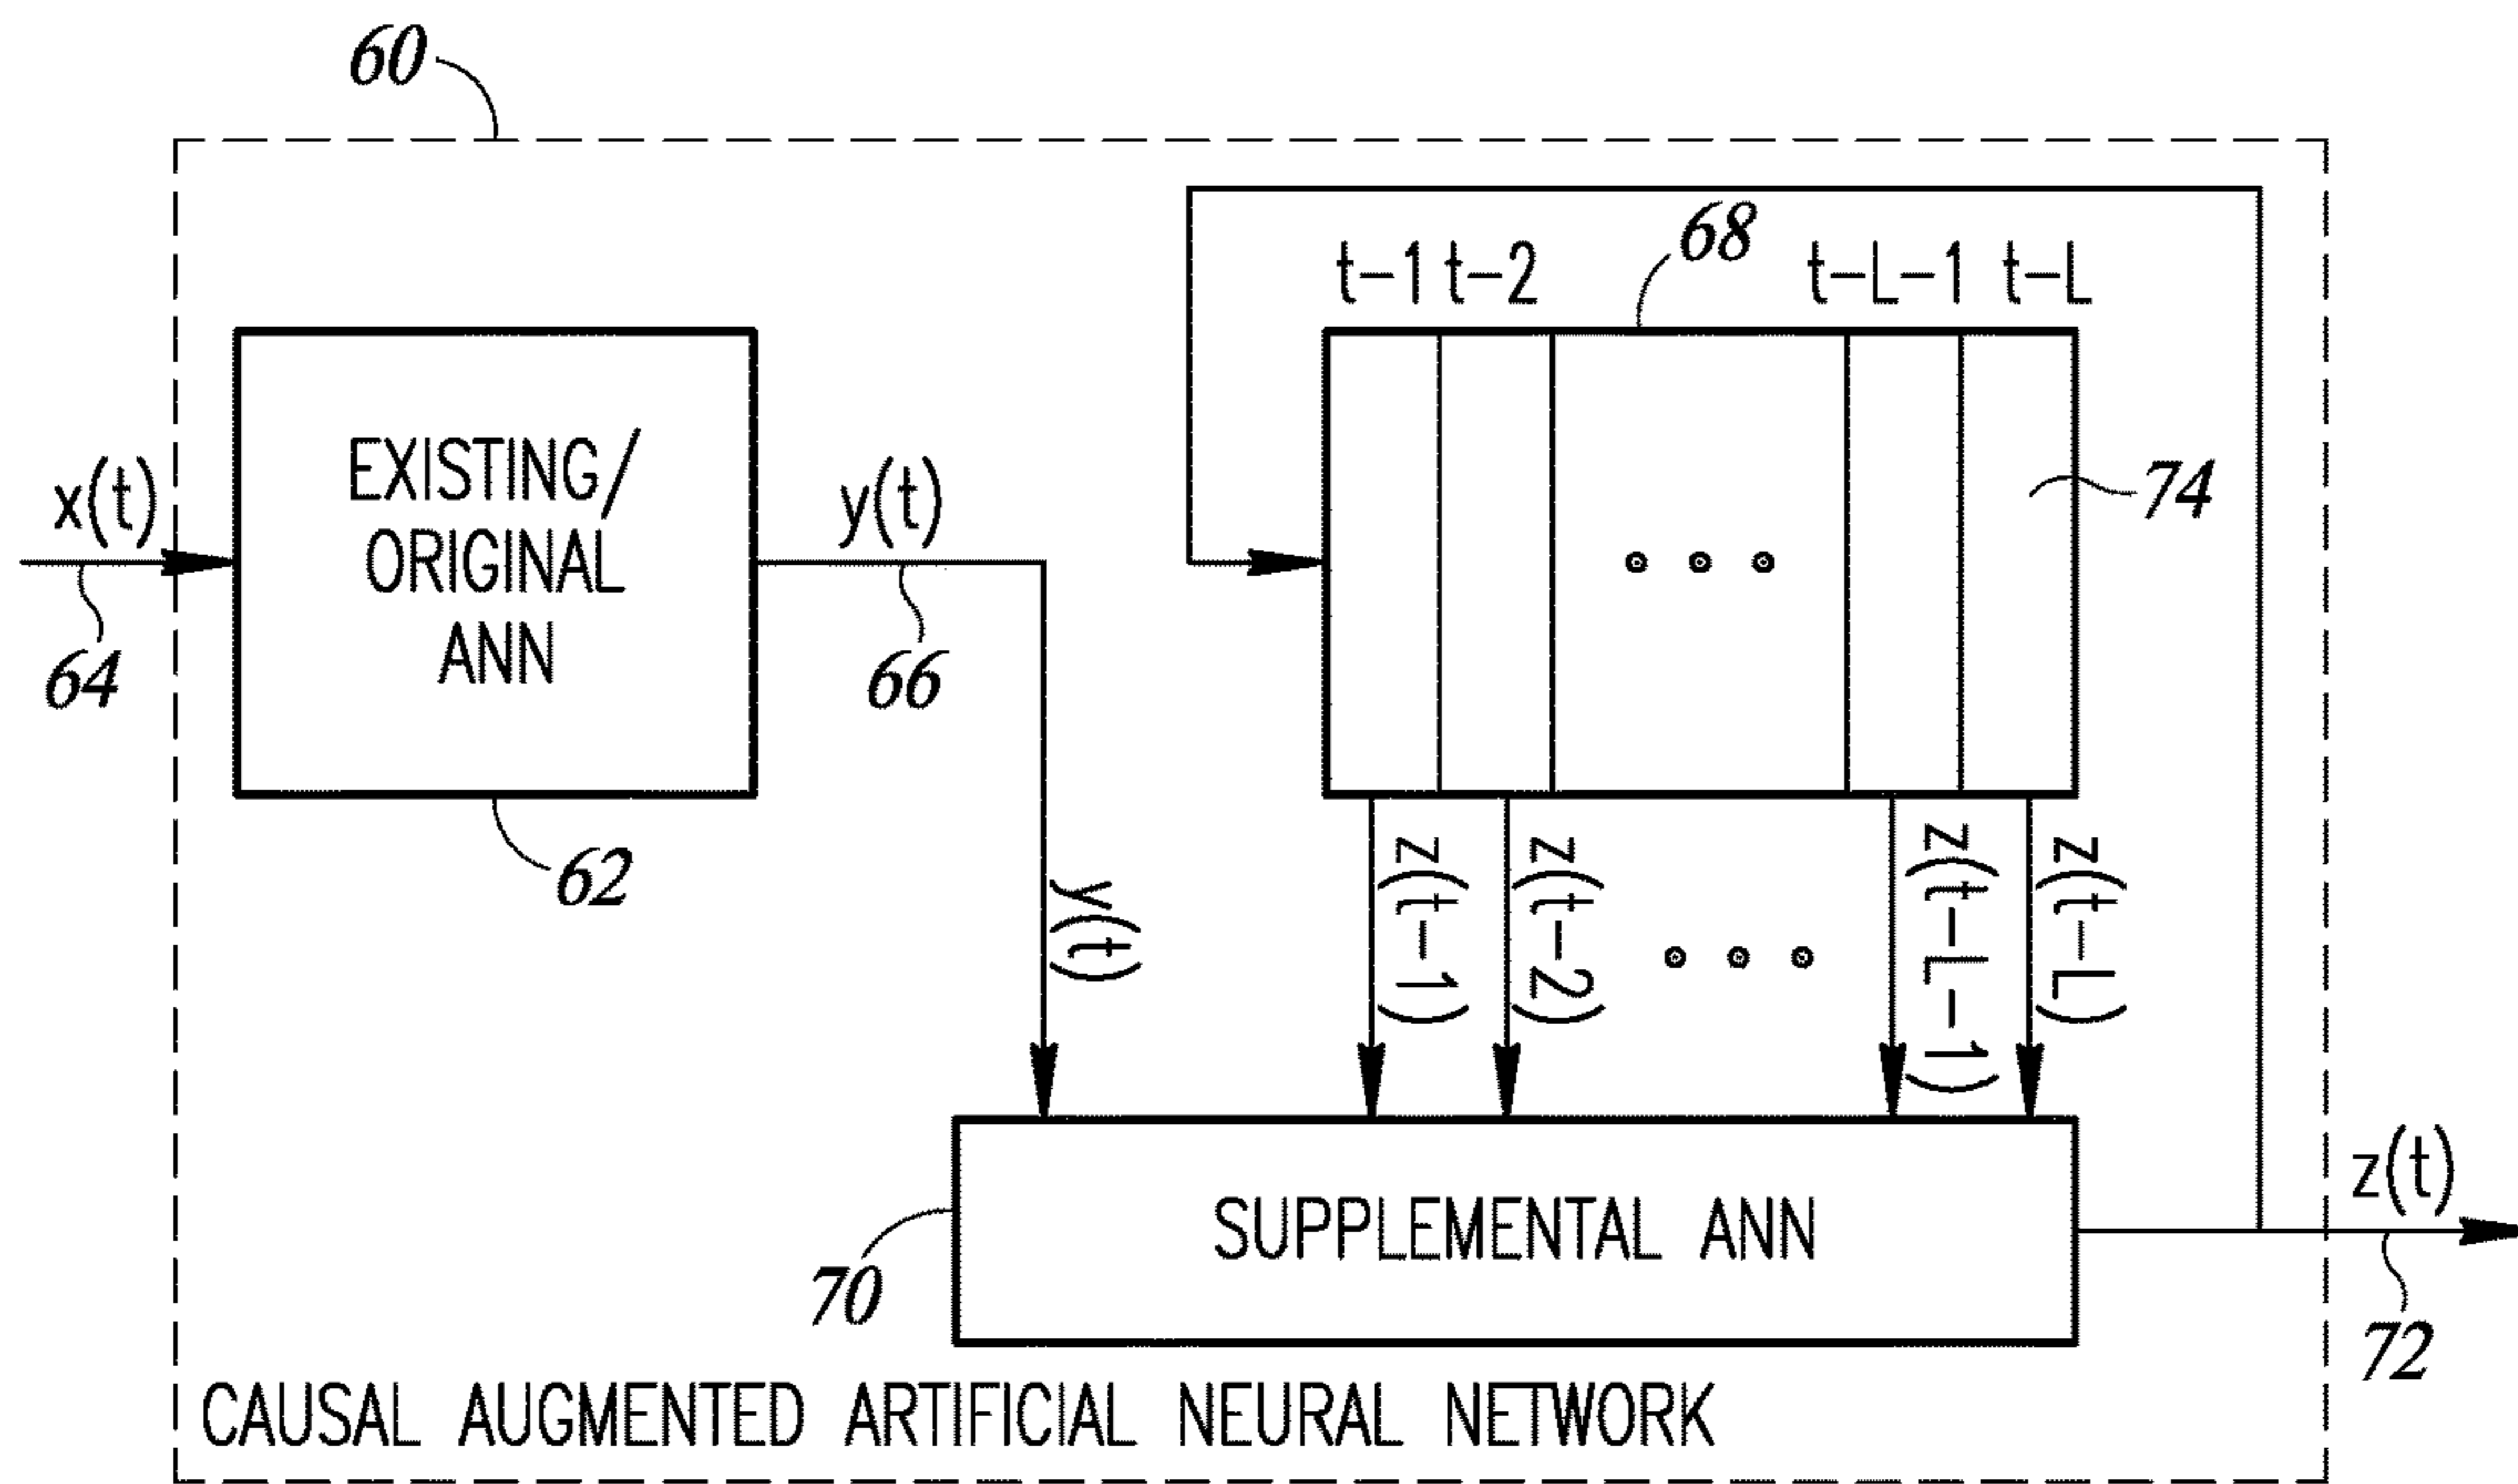 60
68
t-1 t-2 t-L-1 t-L
EXISTING/
ORIGINAL
ANN
x(t)
64
y(t)
66
74
62
y(t)
z(t-1)
z(t-2)
z(t-L-1)
z(t-L)
SUPPLEMENTAL ANN
70
z(t)
72
CAUSAL AUGMENTED ARTIFICIAL NEURAL NETWORK